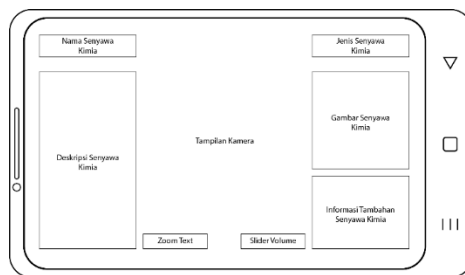 Nama Senyawa
Kimia
Jenis Senyawa
Kimia
Deskripsi Senyawa
Kimia
Tampilan Kamera
Gambar Senyawa
Kimia
Informasi Tambahan
Senyawa Kimia
Zoom Text
Slider Volume